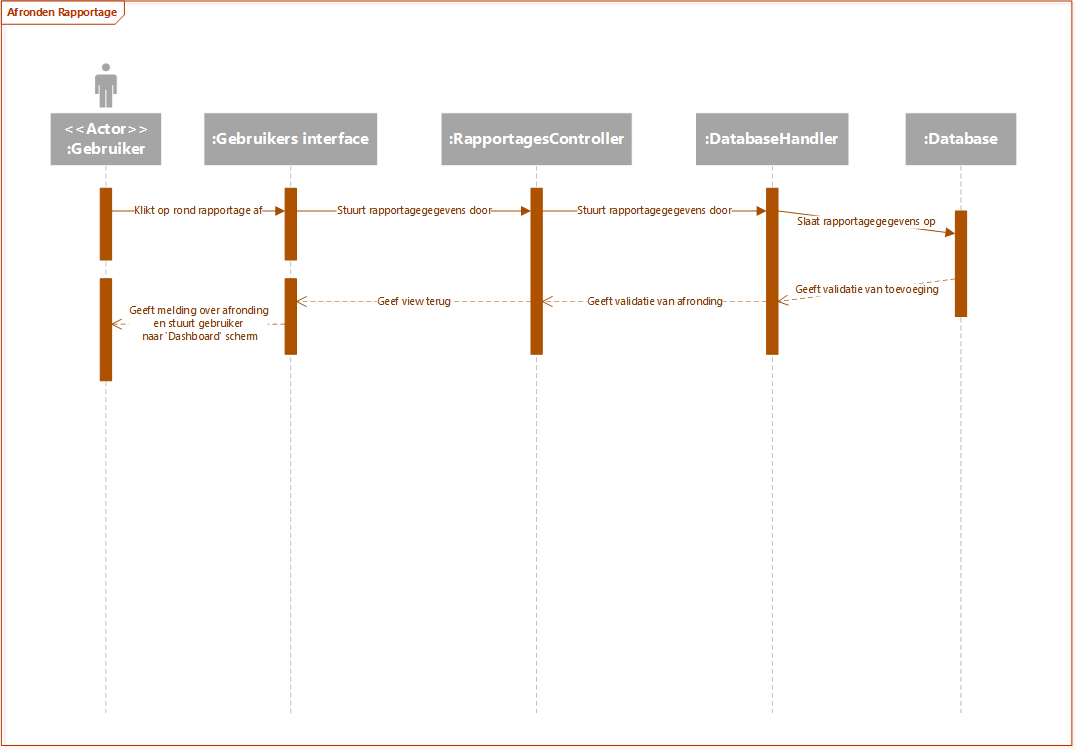 Afronden Rapportage
<<Actor>>
:Gebruiker
:Gebruikers interface
:RapportagesController
:DatabaseHandler
:Database
Klikt op rond rapportage af
Stuurt rapportagegegevens door
Stuurt rapportagegegevens door
Slaat rapportagegegevens op
Geeft validatie van toevoeging
Geeft validatie van afronding
Geef view terug
Geeft melding over afronding
en stuurt gebruiker
naar 'Dashboard' scherm